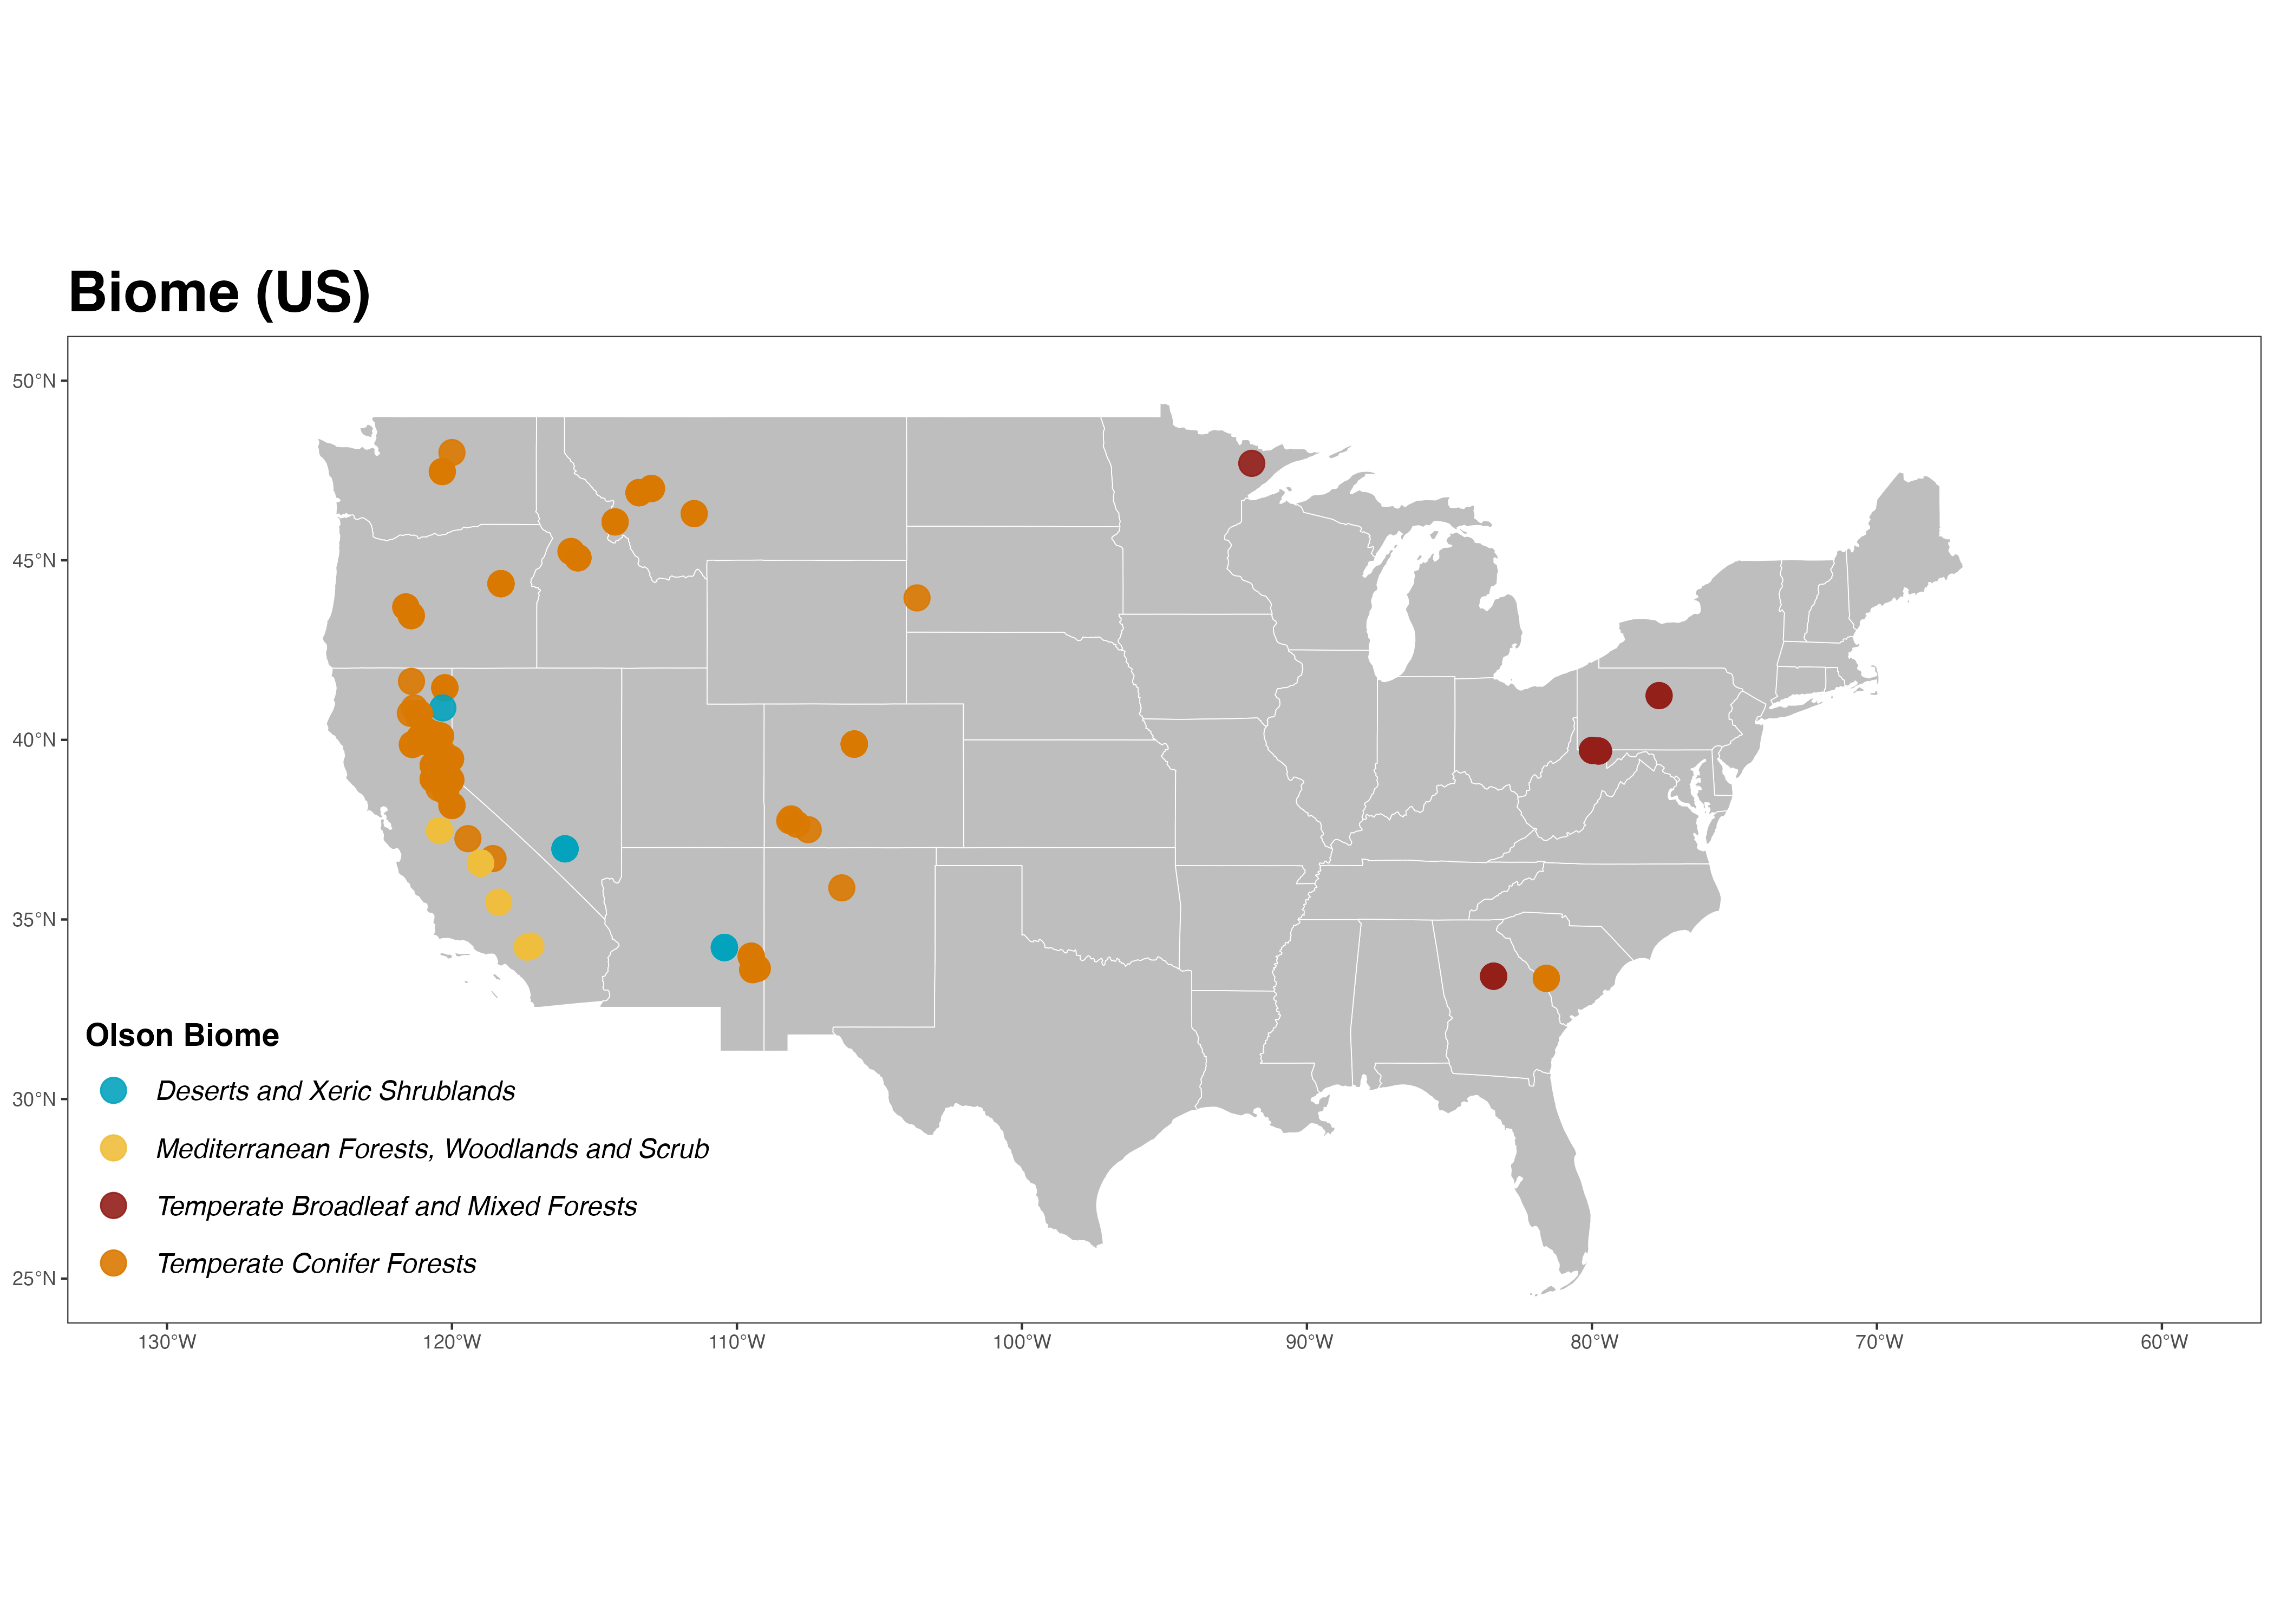 Biome (US)
50°N
45°N
40°N
35°N
30°N
25°N
Olson Biome
Deserts and Xeric Shrublands
Mediterranean Forests, Woodlands and Scrub
Temperate Broadleaf and Mixed Forests
Temperate Conifer Forests
130°W
120°W
110°W
100°W
90°W
80°W
70°W
60°W